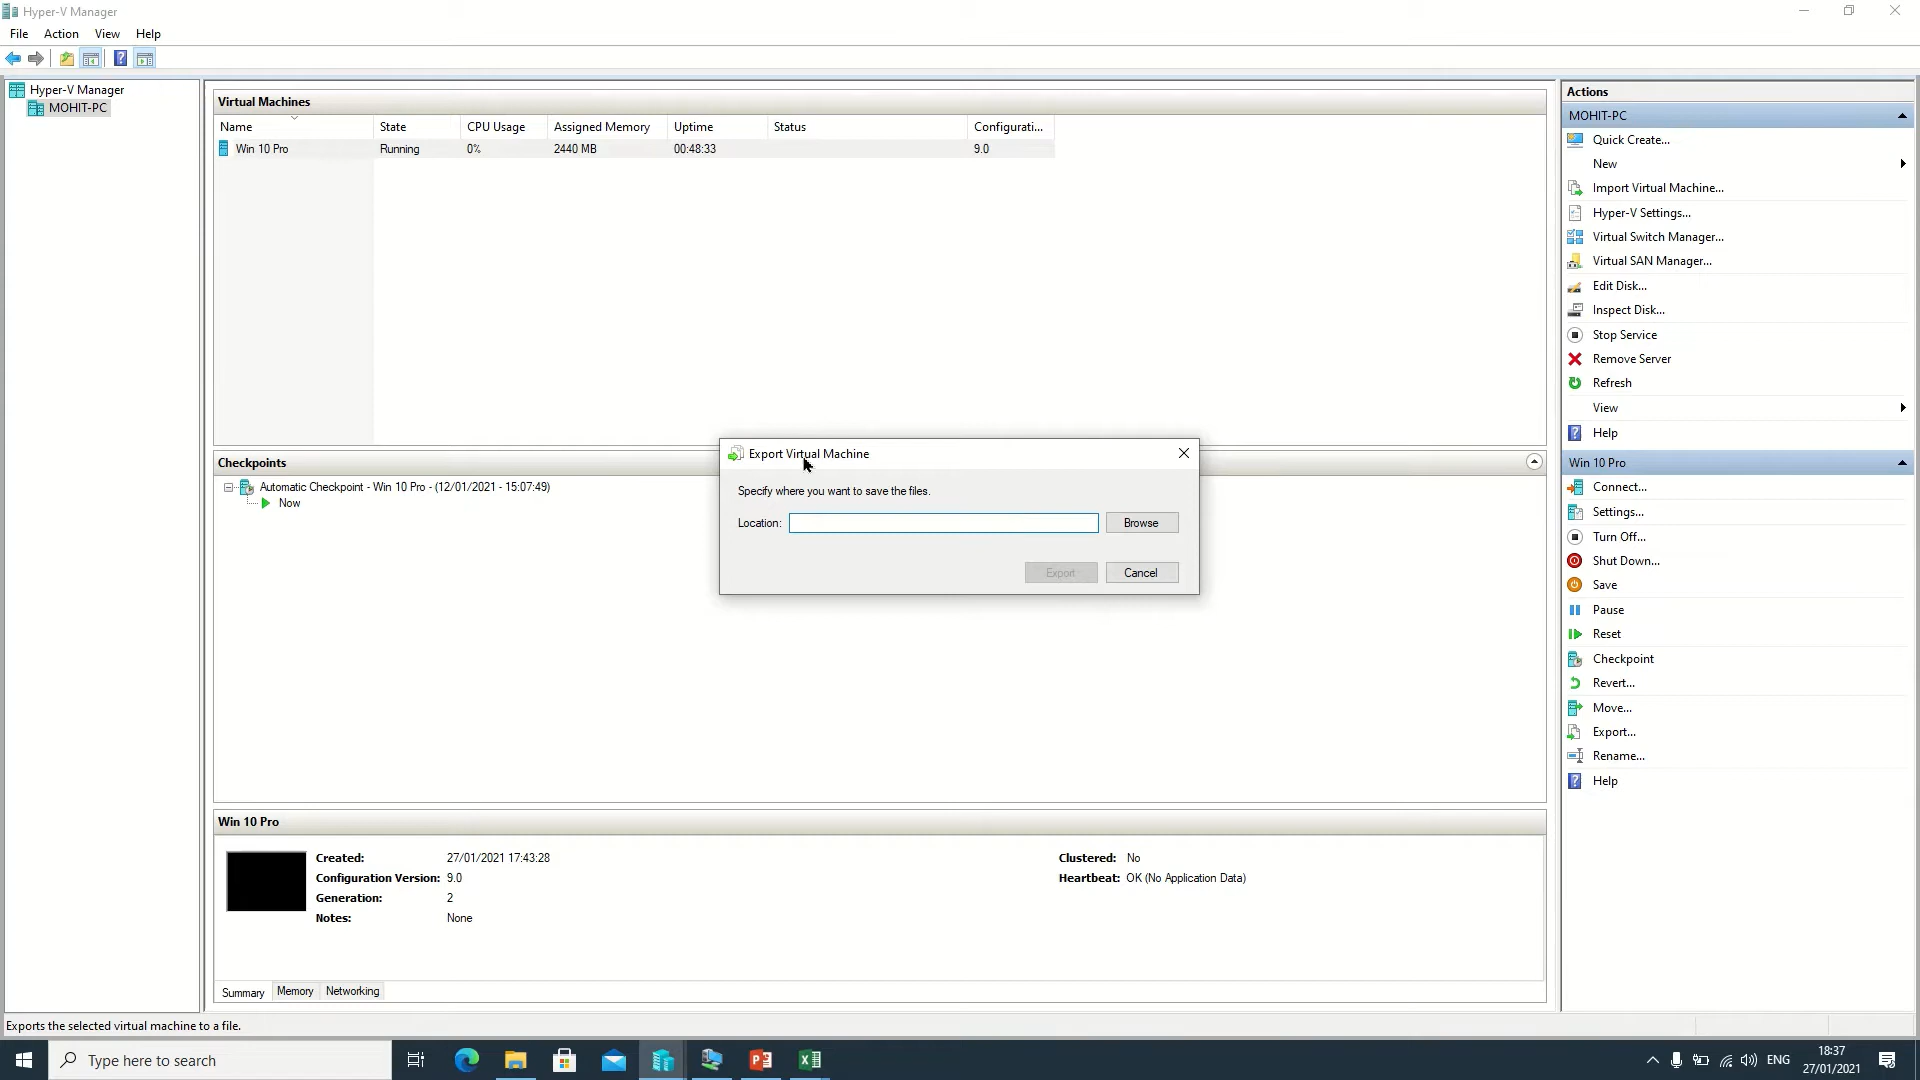 Hyper-V Manager
File Action View Help
Hyper-V Manager
MOHIT-PC
Virtual Machines
Name State CPU Usage Assigned Memory Uptime Status Configurati...
Win 10 Pro Running 0% 2440 MB 00:48:33 9.0
Checkpoints
Automatic Checkpoint - Win 10 Pro - (12/01/2021 - 15:07:49)
Now
Export Virtual Machine
Specify where you want to save the files.
Location: Browse
Export Cancel
Win 10 Pro
Created: 27/01/2021 17:43:28 Clustered: No
Configuration Version: 9.0 Heartbeat: OK (No Application Data)
Generation: 2
Notes: None
Summary Memory Networking
Actions
MOHIT-PC
Quick Create...
New
Import Virtual Machine...
Hyper-V Settings...
Virtual Switch Manager...
Virtual SAN Manager...
Edit Disk...
Inspect Disk...
Stop Service
Remove Server
Refresh
View
Help
Win 10 Pro
Connect...
Settings...
Turn Off...
Shut Down...
Save
Pause
Reset
Checkpoint
Revert...
Move...
Export...
Rename...
Help
Exports the selected virtual machine to a file.
Type here to search
ENG
18:37
27/01/2021